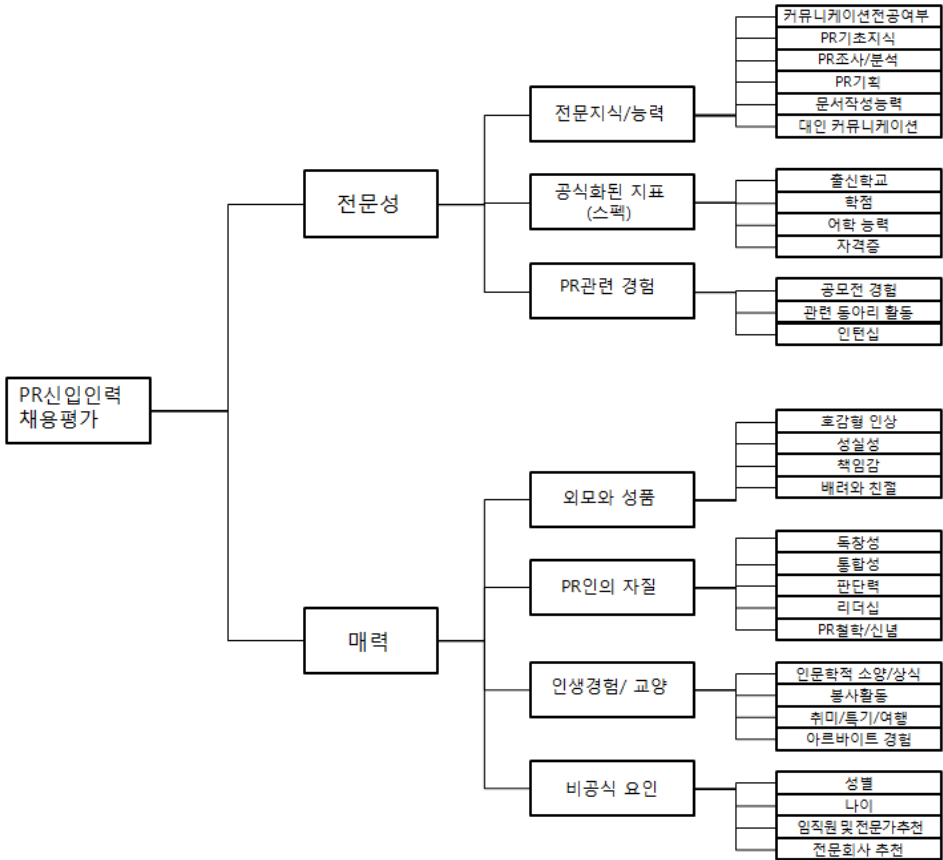 PR신입인력
채용평가
전문성
전문지식/능력
커뮤니케이션전공여부
PR기초지식
PR조사/분석
PR기획
문서작성능력
대인 커뮤니케이션
공식화된 지표
(스펙)
출신학교
학점
어학 능력
자격증
PR관련 경험
공모전 경험
관련 동아리 활동
인턴십
매력
외모와 성품
호감형 인상
성실성
책임감
배려와 친절
PR인의 자질
독창성
통합성
판단력
리더십
PR철학/신념
인생경험/ 교양
인문학적 소양/상식
봉사활동
취미/특기/여행
아르바이트 경험
비공식 요인
성별
나이
임직원 및 전문가추천
전문회사 추천